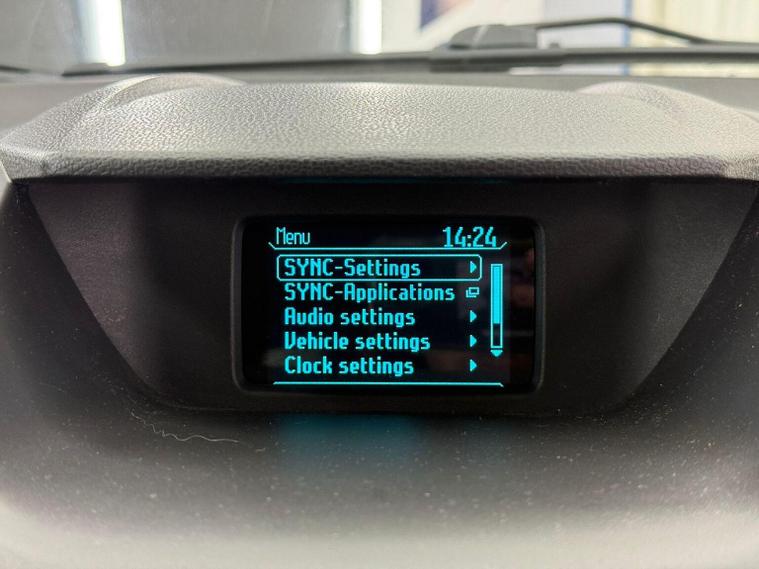 Menu 14:24
SYNC-Settings
SYNC-Applications
Audio settings
Vehicle settings
Clock settings